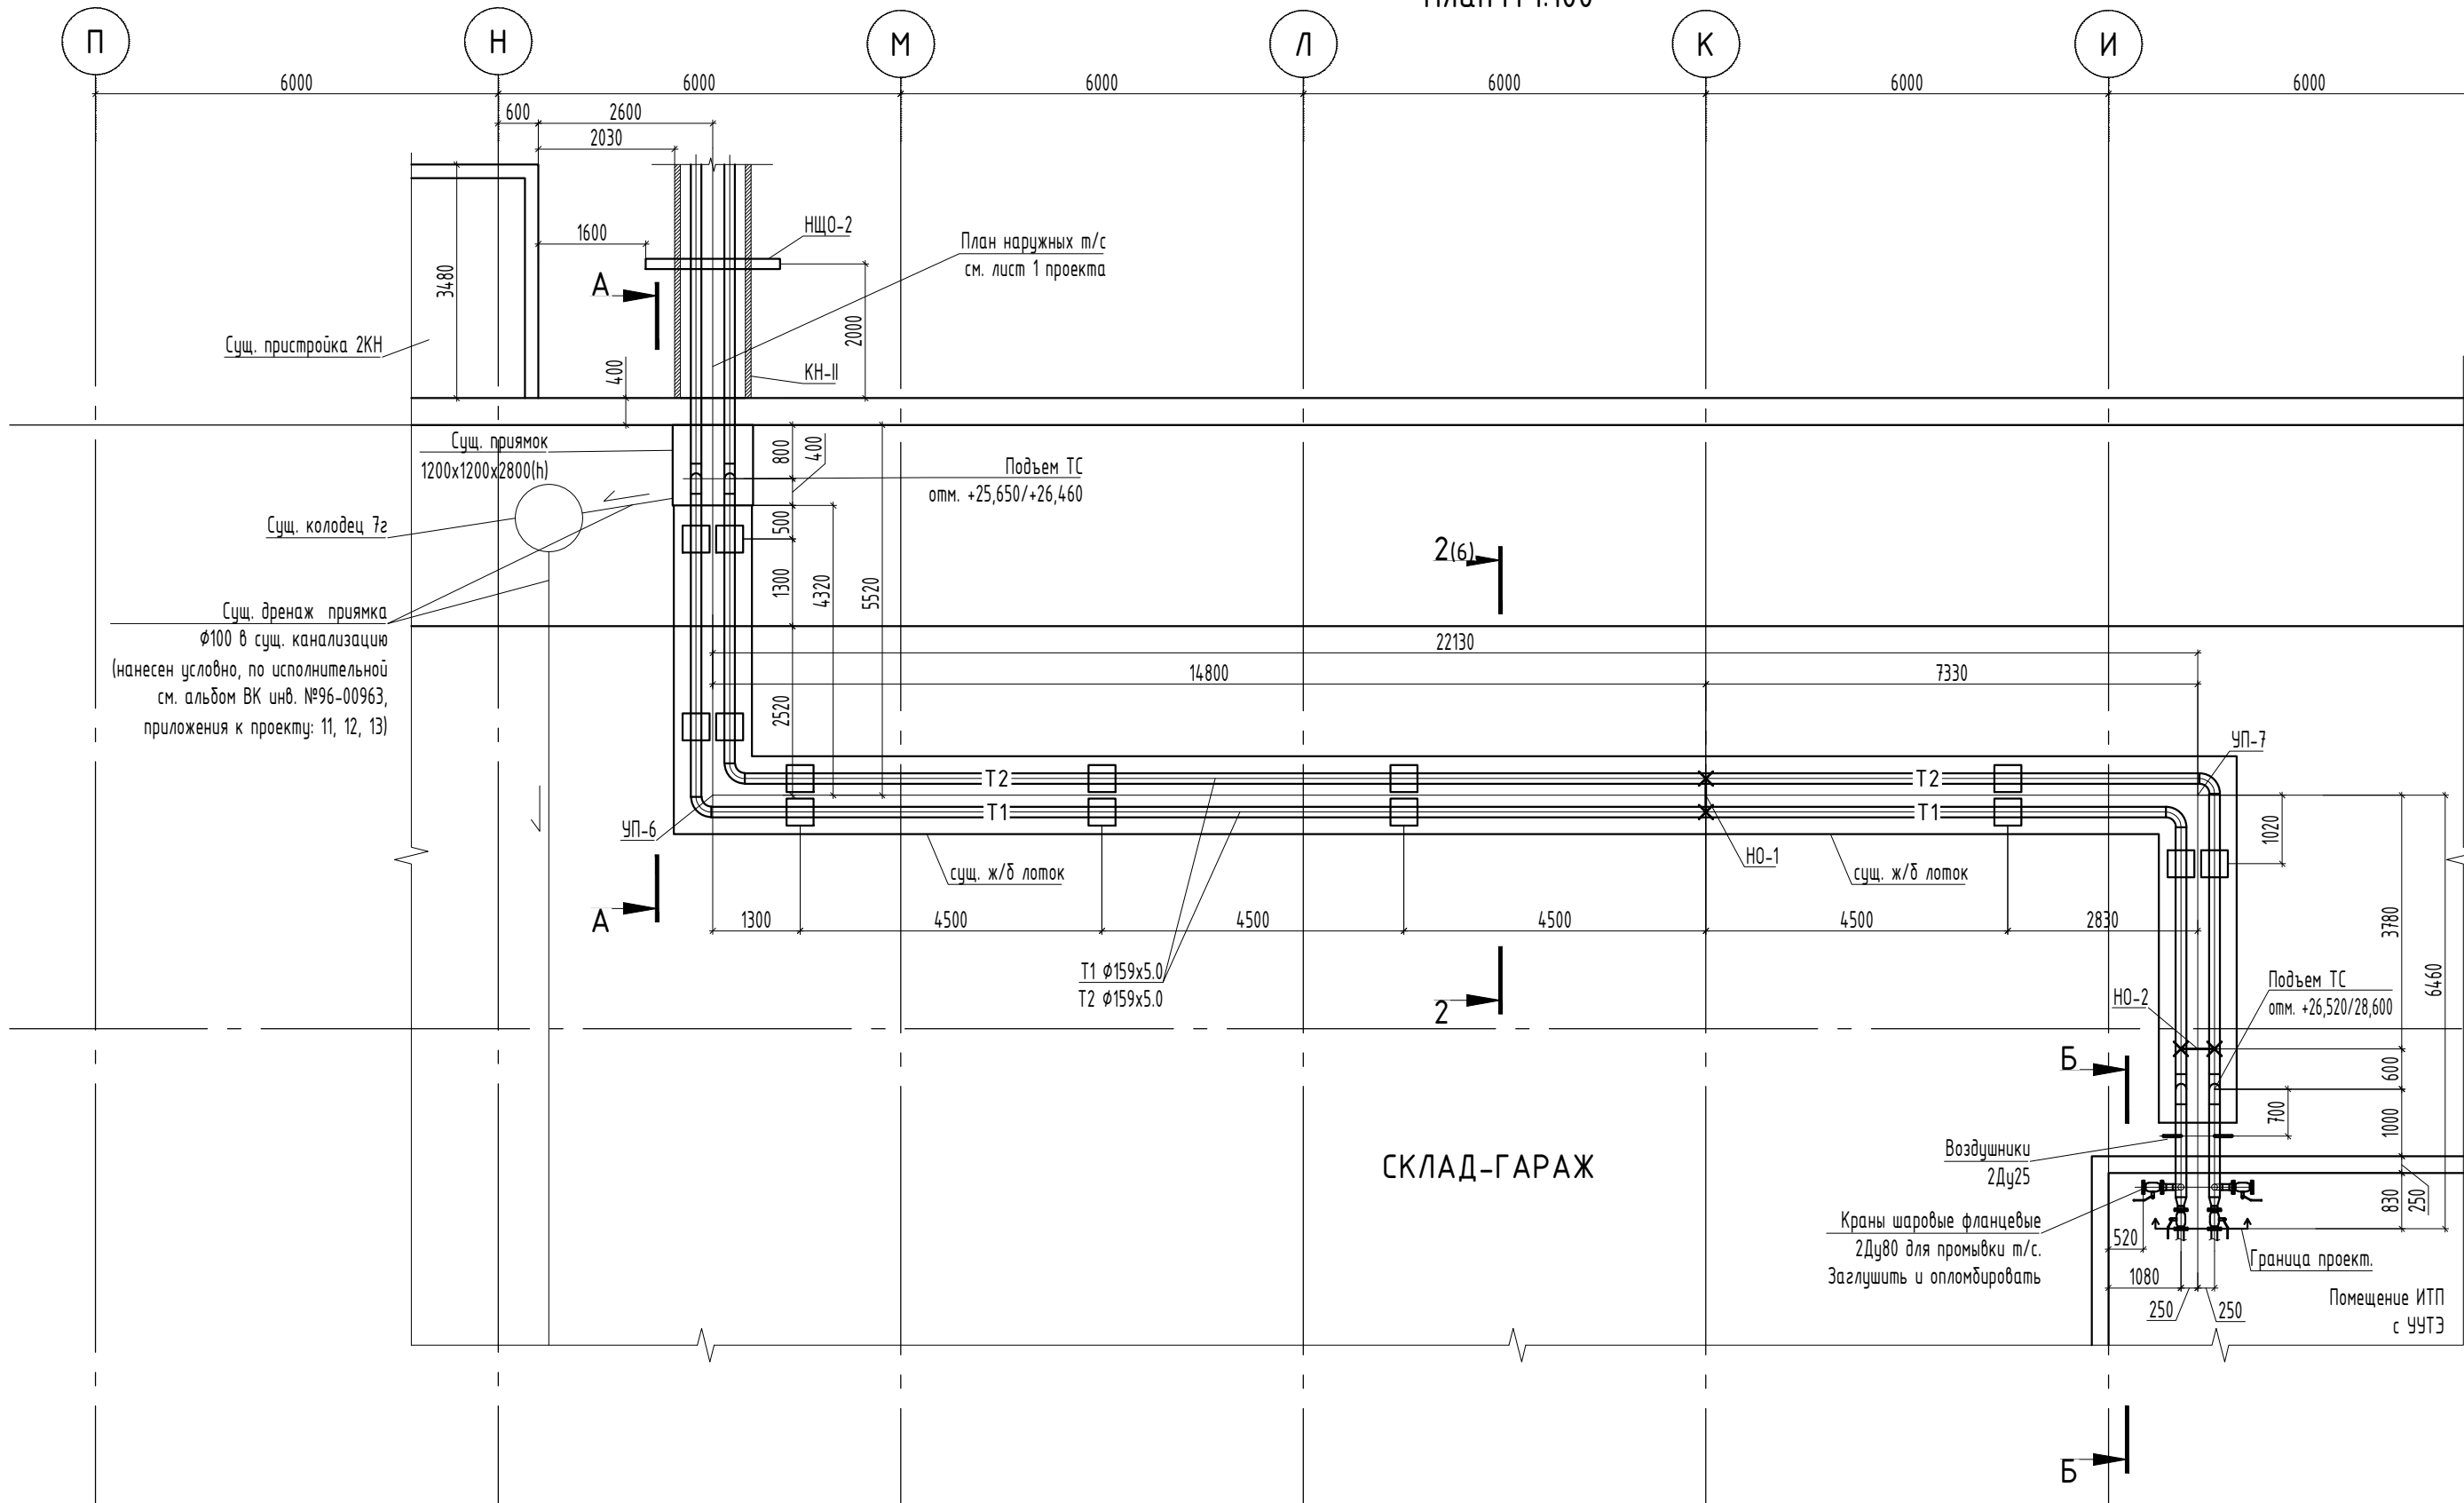 План М 1:100
П
Н
М
Л
К
И
6000
6000
6000
6000
6000
6000
600
2600
2030
1600
НЩО-2
План наружных т/с
см. лист 1 проекта
3480
А
2000
Сущ. пристройка 2КН
400
КН-II
Сущ. приямок
1200х1200х2800(h)
800
400
Подъем ТС
отм. +25,650/+26,460
Сущ. колодец 7г
500
2(6)
1300
4320
5520
Сущ. дренаж приямка
ϕ100 в сущ. канализацию
(нанесен условно, по исполнительной
см. альбом ВК инв. №96-00963,
приложения к проекту: 11, 12, 13)
22130
14800
7330
2520
УП-7
Т2
Т2
Т1
Т1
УП-6
1020
НО-1
сущ. ж/б лоток
сущ. ж/б лоток
А
1300
4500
4500
4500
4500
2830
3780
6460
Т1 ϕ159х5.0
Т2 ϕ159х5.0
2
НО-2
Подъем ТС
отм. +26,520/28,600
Б
600
700
1000
СКЛАД-ГАРАЖ
Воздушники
2Ду25
830
250
Краны шаровые фланцевые
2Ду80 для промывки т/с.
Заглушить и опломбировать
520
Граница проект.
1080
250
250
Помещение ИТП
с УУТЭ
Б